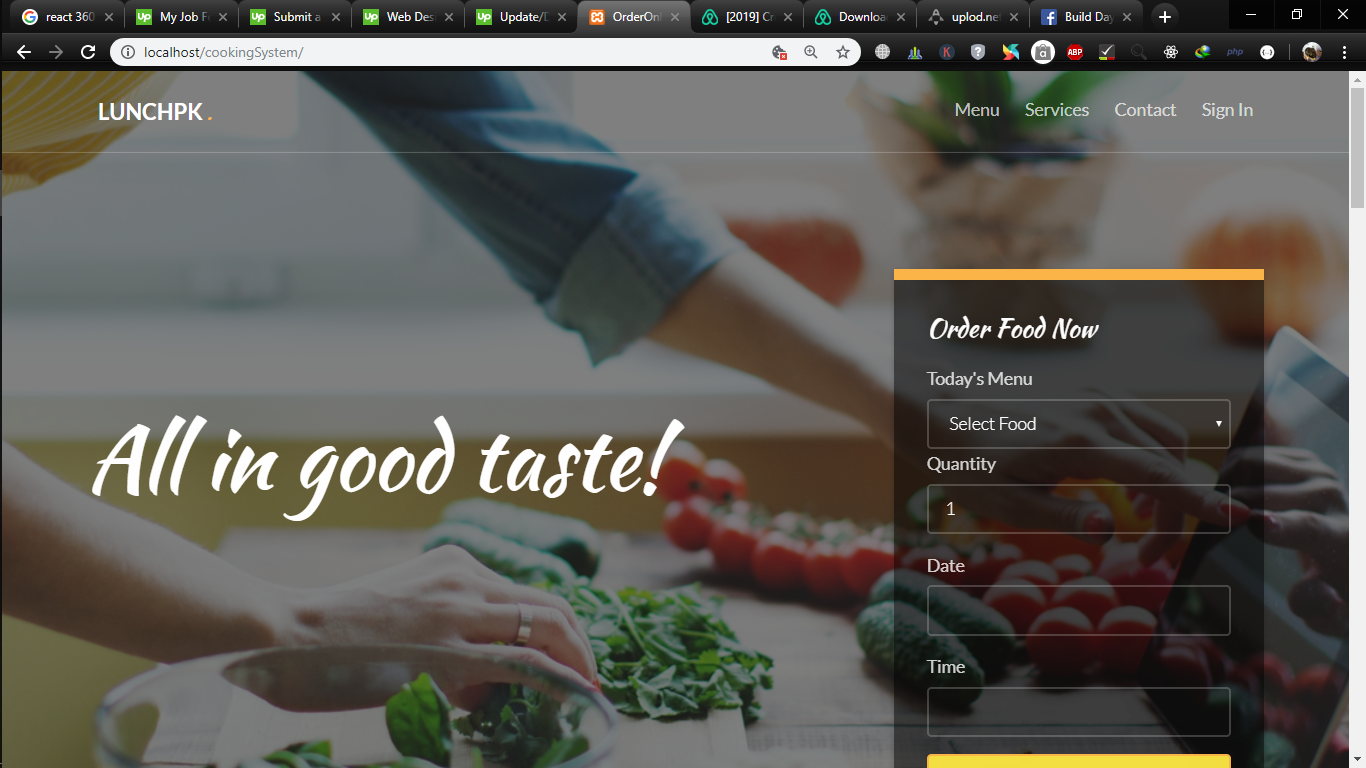 react 360
My Job F
Submit a
Web Des
Update/D
OrderOnl
[2019] Cr
Downloa
uplod.net
Build Day
localhost/cookingSystem/
LUNCHPK .
Menu Services Contact Sign In
Order Food Now
Today's Menu
Select Food
All in good taste!
Quantity
1
Date
Time